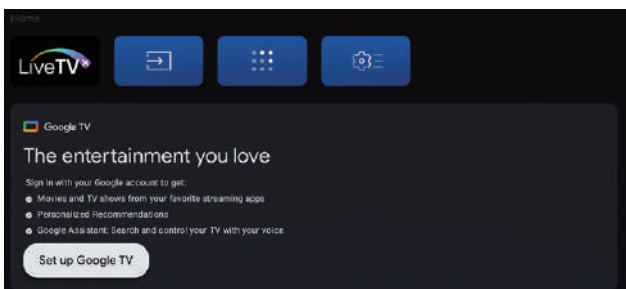 Home
LiveTV×
Google TV
The entertainment you love
Sign in with your Google account to get:
Movies and TV shows from your favorite streaming apps
Personalized Recommendations
Google Assistant: Search and control your TV with your voice
Set up Google TV